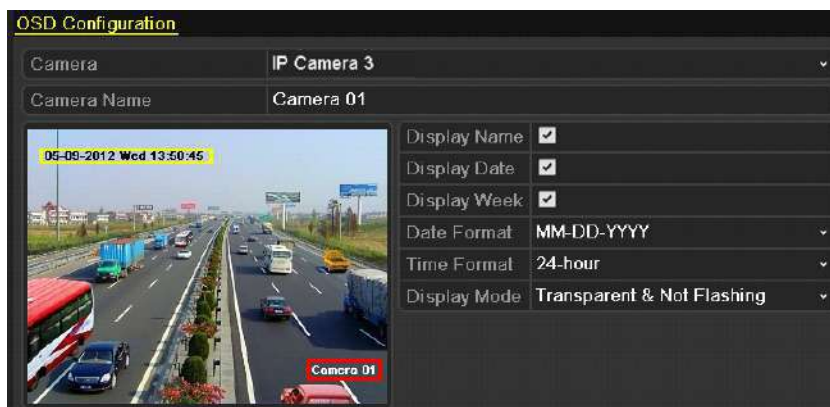 OSD Configuration
Camera IP Camera 3
Camera Name Camera 01
05-09-2012 Wed 13:50:45
Camera 01
Display Name
Display Date
Display Week
Date Format MM-DD-YYYY
Time Format 24-hour
Display Mode Transparent & Not Flashing